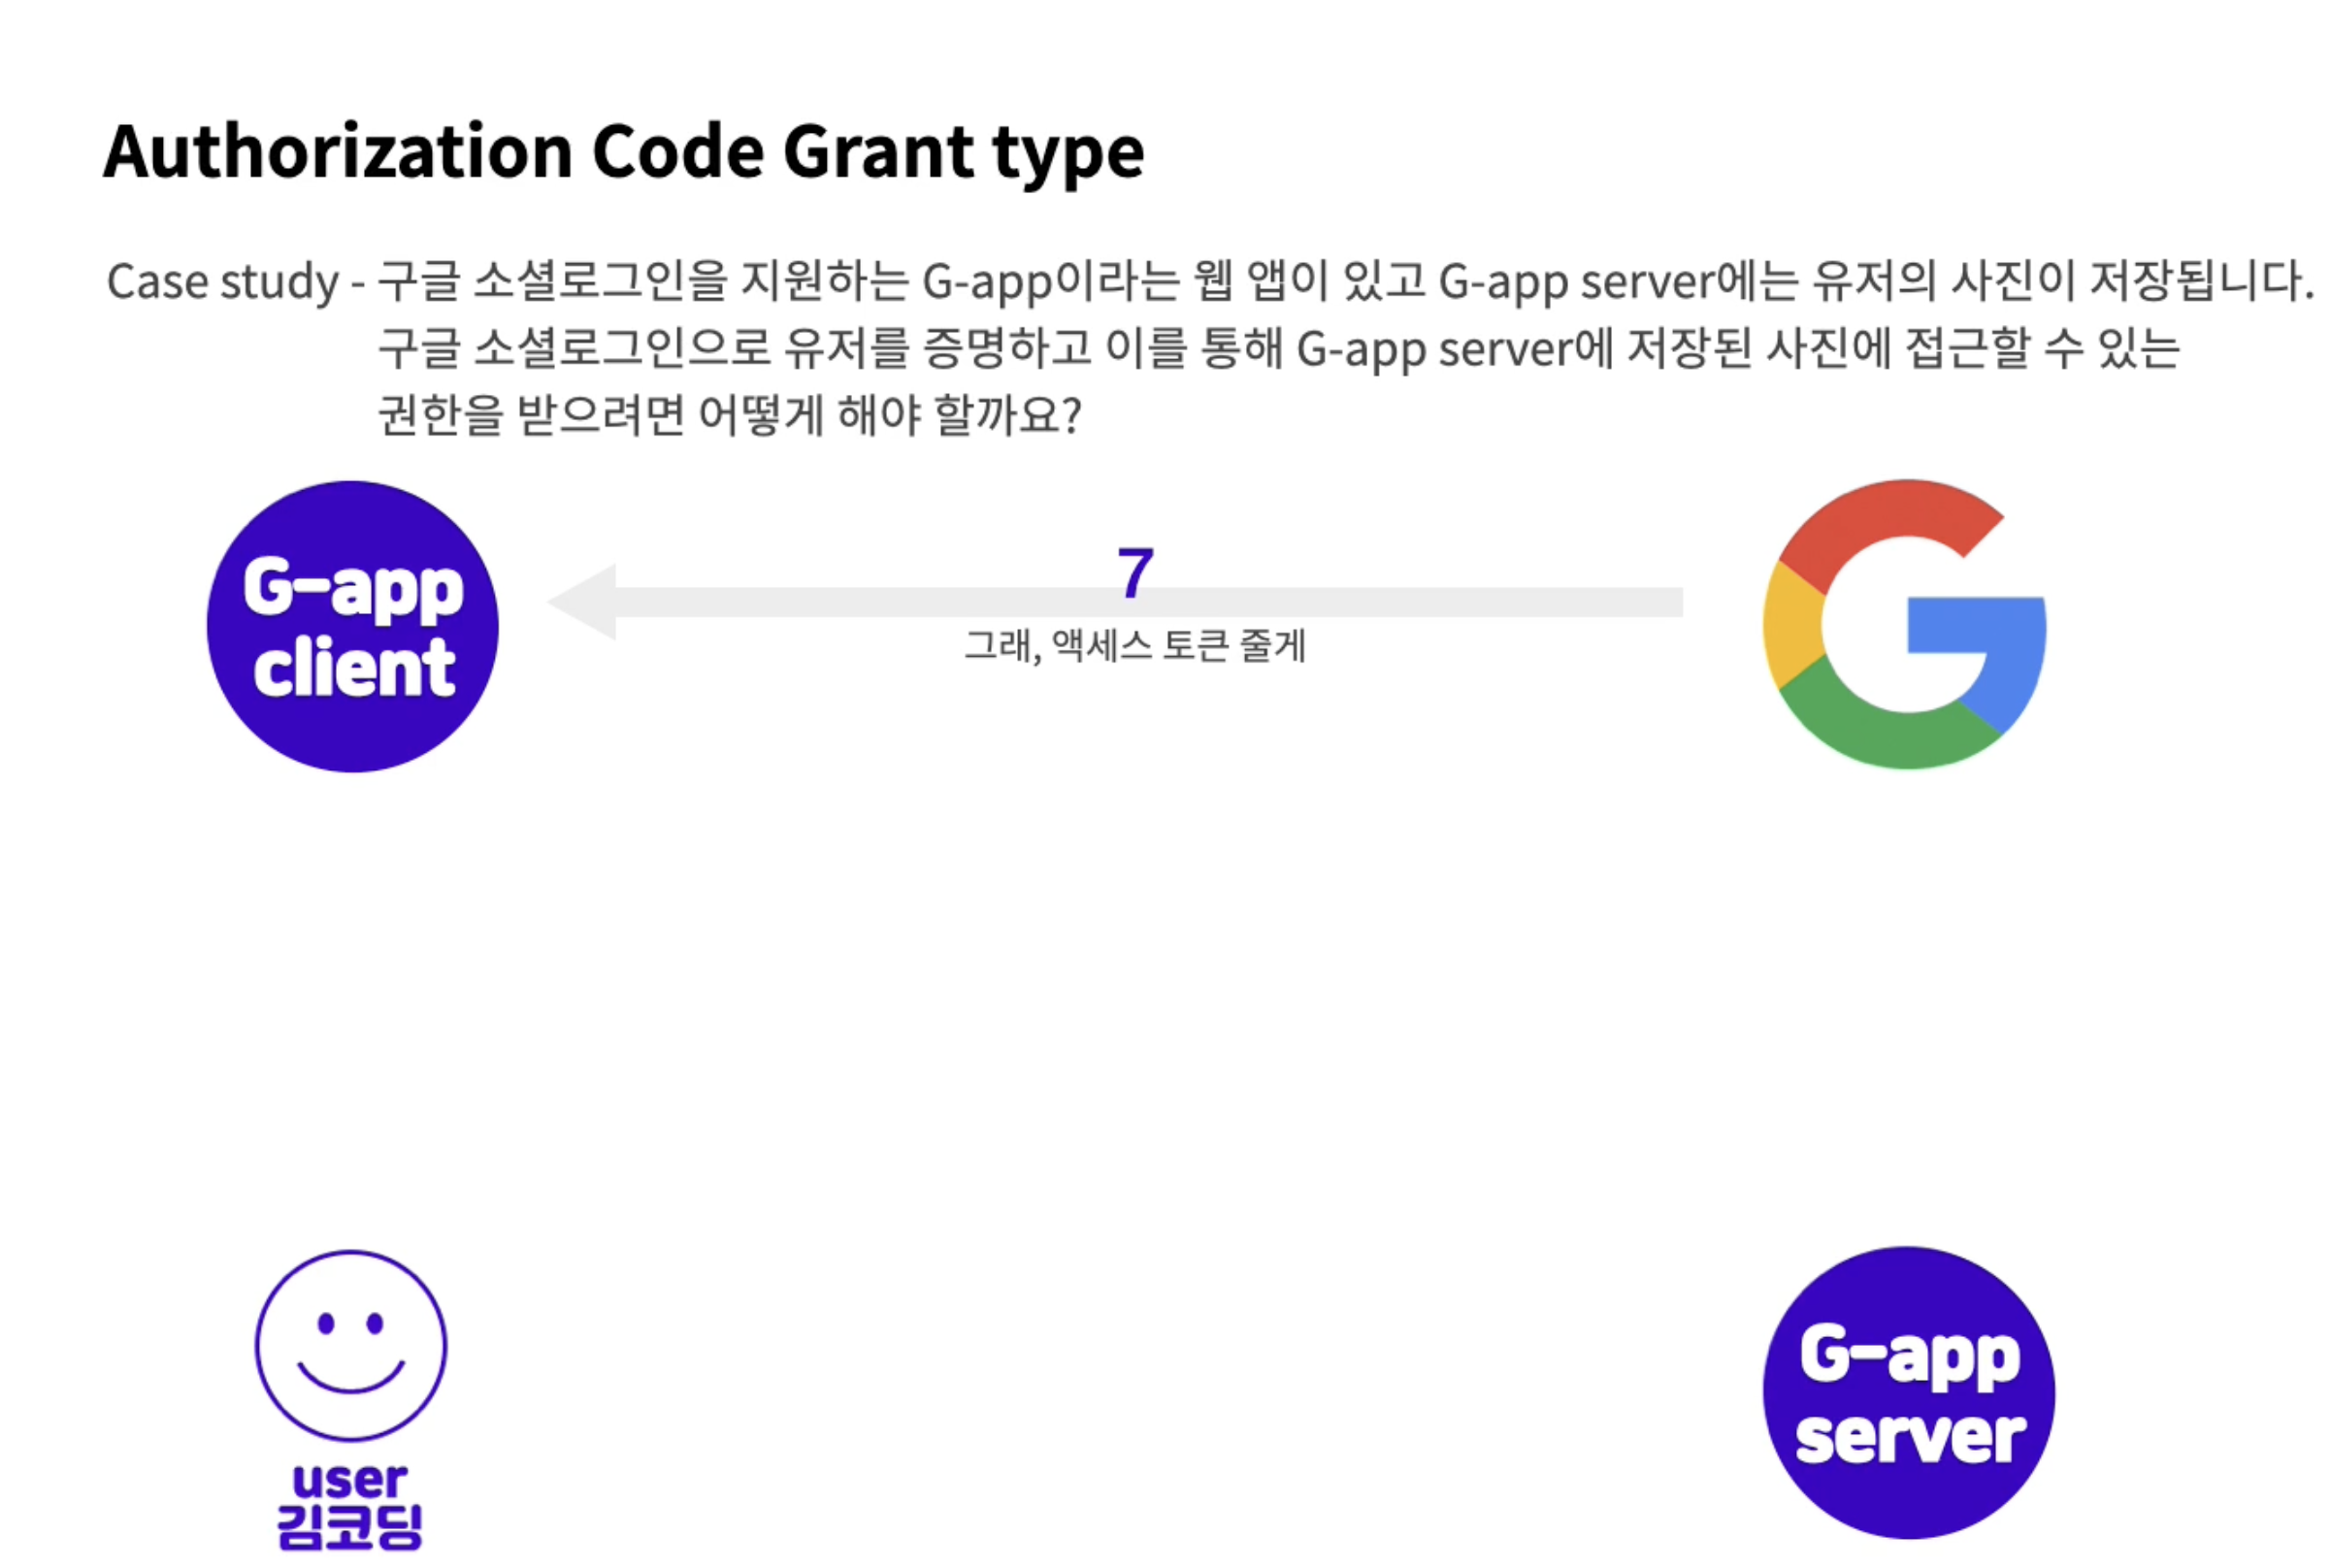 Authorization Code Grant type
Case study - 구글 소셜로그인을 지원하는 G-app이라는 웹 앱이 있고 G-app server에는 유저의 사진이 저장됩니다.
구글 소셜로그인으로 유저를 증명하고 이를 통해 G-app server에 저장된 사진에 접근할 수 있는
권한을 받으려면 어떻게 해야 할까요?
G-app
client
7
그래, 액세스 토큰 줄게
user
김코딩
G-app
server